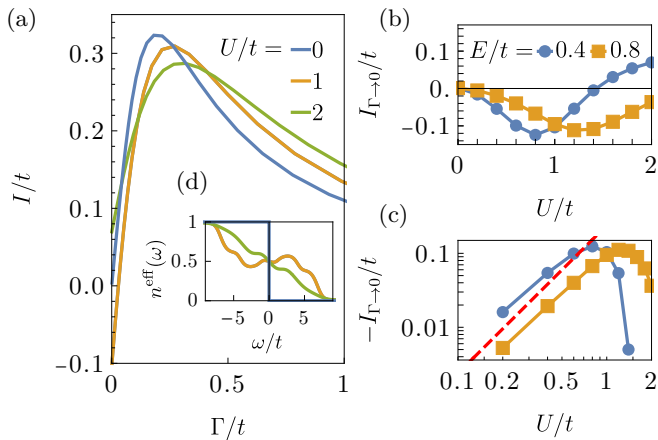 (a)
U/t =
0
1
2
I/t
0.3
0.2
0.1
0.0
-0.1
0
0.5
1
Γ/t
(d)
n^eff(ω)
1
0.5
0
-5
0
5
ω/t
(b)
E/t =
0.4
0.8
I_Γ→0/t
0.1
0
-0.1
0
1
2
U/t
(c)
-I_Γ→0/t
0.1
0.01
0.1
0.2
0.5
1
2
U/t